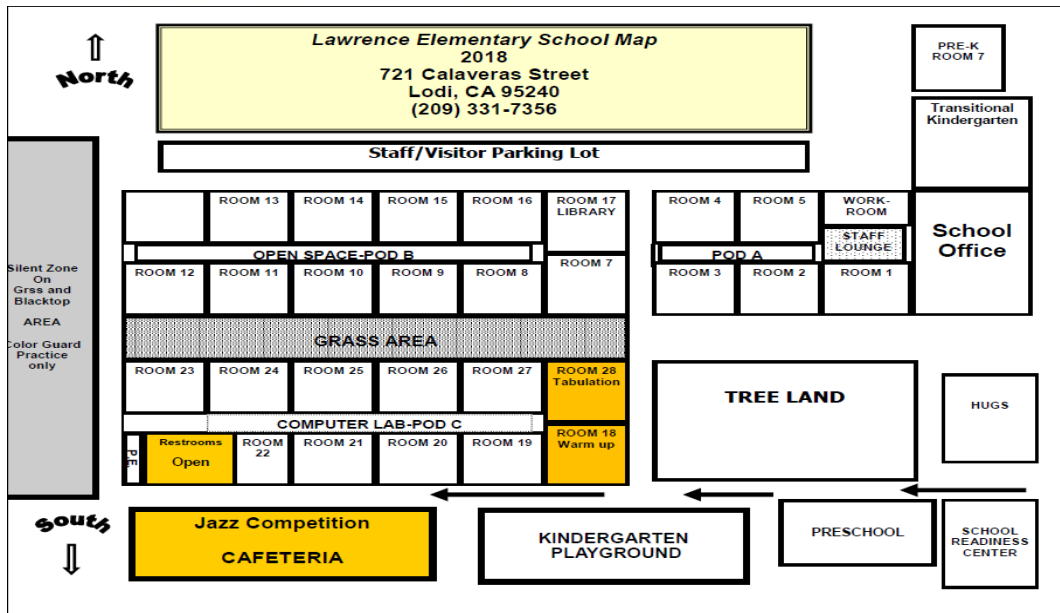 North
Lawrence Elementary School Map
2018
721 Calaveras Street
Lodi, CA 95240
(209) 331-7356
PRE-K
ROOM 7
Staff/Visitor Parking Lot
Transitional
Kindergarten
ROOM 13
ROOM 14
ROOM 15
ROOM 16
ROOM 17
LIBRARY
ROOM 4
ROOM 5
WORK-
ROOM
STAFF
LOUNGE
School
Office
OPEN SPACE-POD B
POD A
ROOM 12
ROOM 11
ROOM 10
ROOM 9
ROOM 8
ROOM 7
ROOM 3
ROOM 2
ROOM 1
Silent Zone
On
Grss and
Blacktop
AREA
Color Guard
Practice
only
GRASS AREA
ROOM 23
ROOM 24
ROOM 25
ROOM 26
ROOM 27
ROOM 28
Tabulation
TREE LAND
HUGS
COMPUTER LAB-POD C
P.E.
Restrooms
Open
ROOM
22
ROOM 21
ROOM 20
ROOM 19
ROOM 18
Warm up
South
Jazz Competition
CAFETERIA
KINDERGARTEN
PLAYGROUND
PRESCHOOL
SCHOOL
READINESS
CENTER